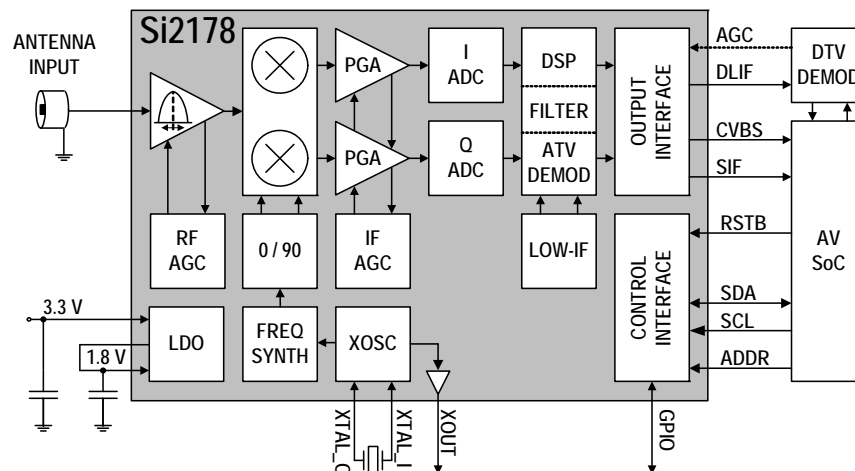 Si2178
ANTENNA
INPUT
PGA
PGA
I
ADC
Q
ADC
DSP
FILTER
ATV
DEMOD
OUTPUT
INTERFACE
AGC
DLIF
CVBS
SIF
DTV
DEMOD
RF
AGC
0 / 90
IF
AGC
LOW-IF
CONTROL
INTERFACE
RSTB
SDA
SCL
ADDR
AV
SoC
3.3 V
1.8 V
LDO
FREQ
SYNTH
XOSC
XTAL_I
XOUT
GPIO